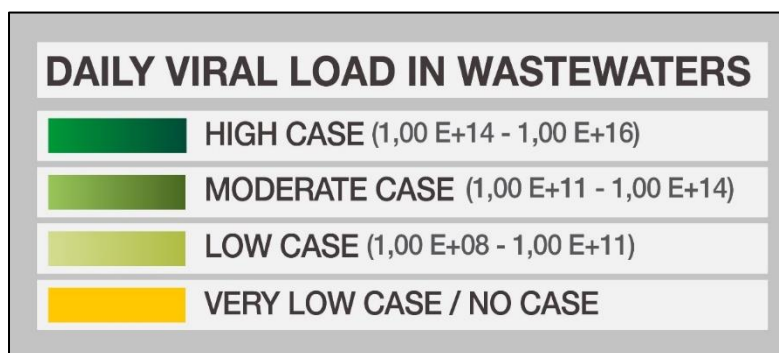 DAILY VIRAL LOAD IN WASTEWATERS
HIGH CASE (1,00 E+14 - 1,00 E+16)
MODERATE CASE (1,00 E+11 - 1,00 E+14)
LOW CASE (1,00 E+08 - 1,00 E+11)
VERY LOW CASE / NO CASE